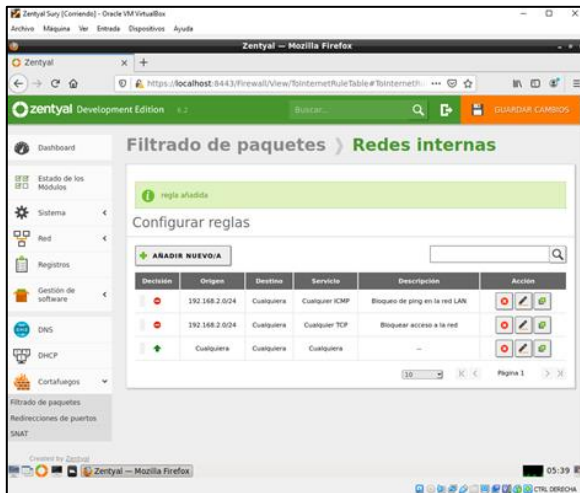 Zentyal Sury [Corriendo] - Oracle VM VirtualBox
Archivo Máquina Ver Entrada Dispositivos Ayuda
Zentyal — Mozilla Firefox
Zentyal
https://localhost:8443/Firewall/View/ToInternetRuleTable#ToInternetR
zentyal Development Edition 6.2
Buscar...
GUARDAR CAMBIOS
Dashboard
Estado de los Módulos
Sistema
Red
Registros
Gestión de software
DNS
DHCP
Cortafuegos
Filtrado de paquetes
Redirecciones de puertos
SNAT
Created by Zentyal
Filtrado de paquetes Redes internas
regla añadida
Configurar reglas
AÑADIR NUEVO/A
Decisión Origen Destino Servicio Descripción Acción
192.168.2.0/24 Cualquiera Cualquier ICMP Bloqueo de ping en la red LAN
192.168.2.0/24 Cualquiera Cualquier TCP Bloquear acceso a la red
Cualquiera Cualquiera Cualquiera --
10 Página 1
Zentyal — Mozilla Firefox
05:39
CTRL DERECHA